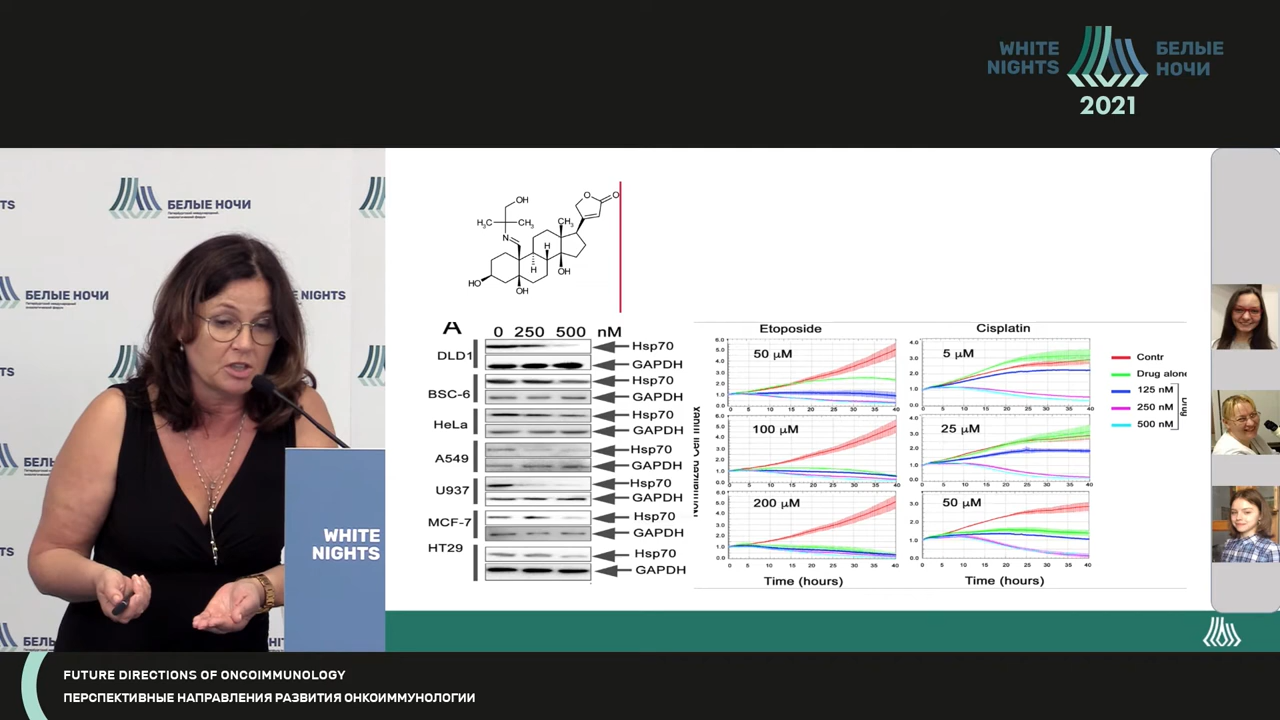 WHITE NIGHTS
БЕЛЫЕ НОЧИ
2021
БЕЛЫЕ НОЧИ
БЕЛЫЕ НОЧИ
NIGHTS
WHITE
NIGHTS
OH
H₃C
CH₃
N
CH₃
O
O
H
H
OH
HO
OH
A
0 250 500 nM
DLD1
Hsp70
GAPDH
BSC-6
Hsp70
GAPDH
HeLa
Hsp70
GAPDH
A549
Hsp70
GAPDH
U937
Hsp70
GAPDH
MCF-7
Hsp70
GAPDH
HT29
Hsp70
GAPDH
Etoposide
Cisplatin
50 µM
5 µM
100 µM
25 µM
200 µM
50 µM
Time (hours)
Time (hours)
Contr
Drug alone
125 nM
250 nM
500 nM
FUTURE DIRECTIONS OF ONCOIMMUNOLOGY
ПЕРСПЕКТИВНЫЕ НАПРАВЛЕНИЯ РАЗВИТИЯ ОНКОИММУНОЛОГИИ